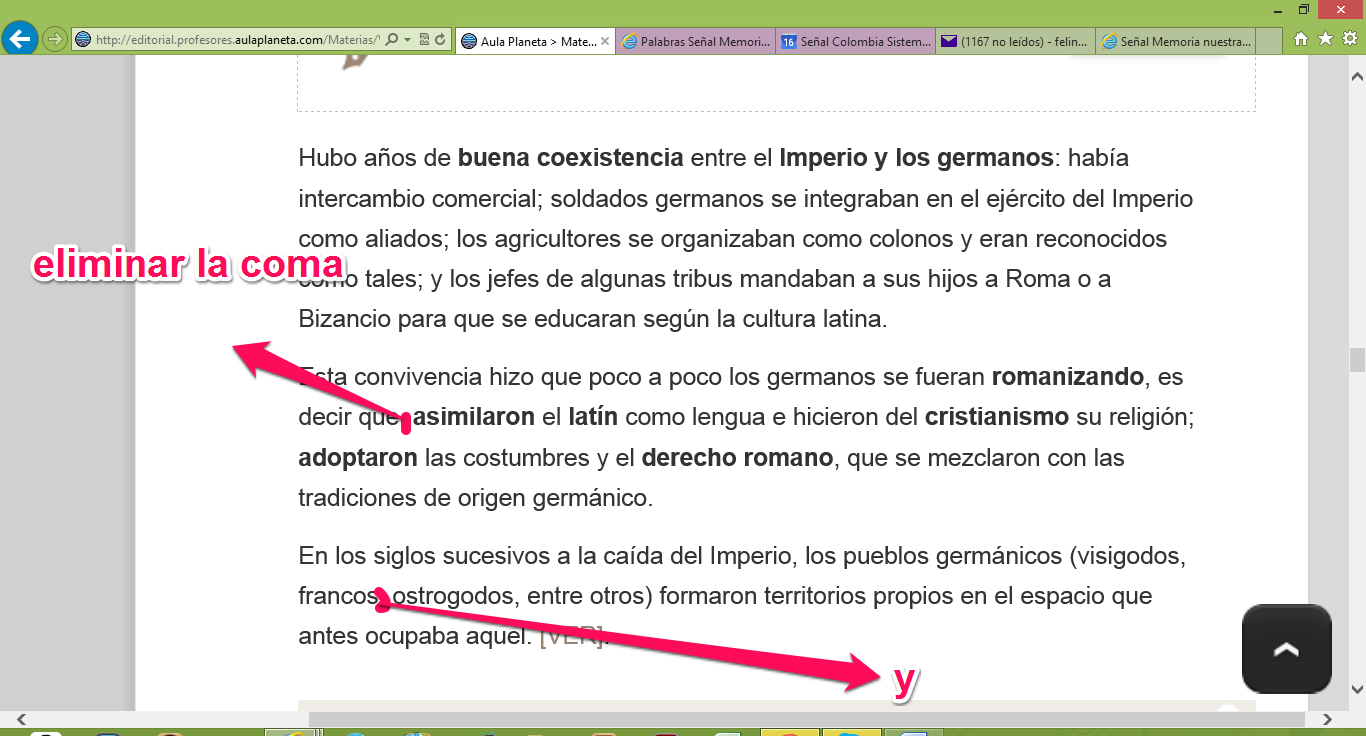 http://editorial.profesores.aulaplaneta.com/Materias/
Aula Planeta > Mate...
Palabras Señal Memori...
16 Señal Colombia Sistem...
(1167 no leídos) - felin...
Señal Memoria nuestra...
Hubo años de buena coexistencia entre el Imperio y los germanos: había
intercambio comercial; soldados germanos se integraban en el ejército del Imperio
como aliados; los agricultores se organizaban como colonos y eran reconocidos
eliminar la coma
como tales; y los jefes de algunas tribus mandaban a sus hijos a Roma o a
Bizancio para que se educaran según la cultura latina.
Esta convivencia hizo que poco a poco los germanos se fueran romanizando, es
decir que, asimilaron el latín como lengua e hicieron del cristianismo su religión;
adoptaron las costumbres y el derecho romano, que se mezclaron con las
tradiciones de origen germánico.
En los siglos sucesivos a la caída del Imperio, los pueblos germánicos (visigodos,
francos, ostrogodos, entre otros) formaron territorios propios en el espacio que
antes ocupaba aquel. [VER].
y